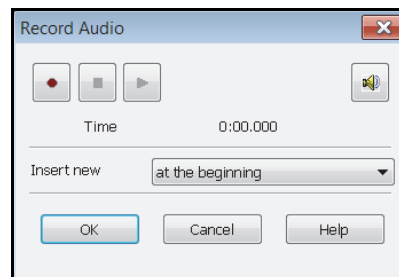 Record Audio
Time 0:00.000
Insert new at the beginning
OK Cancel Help